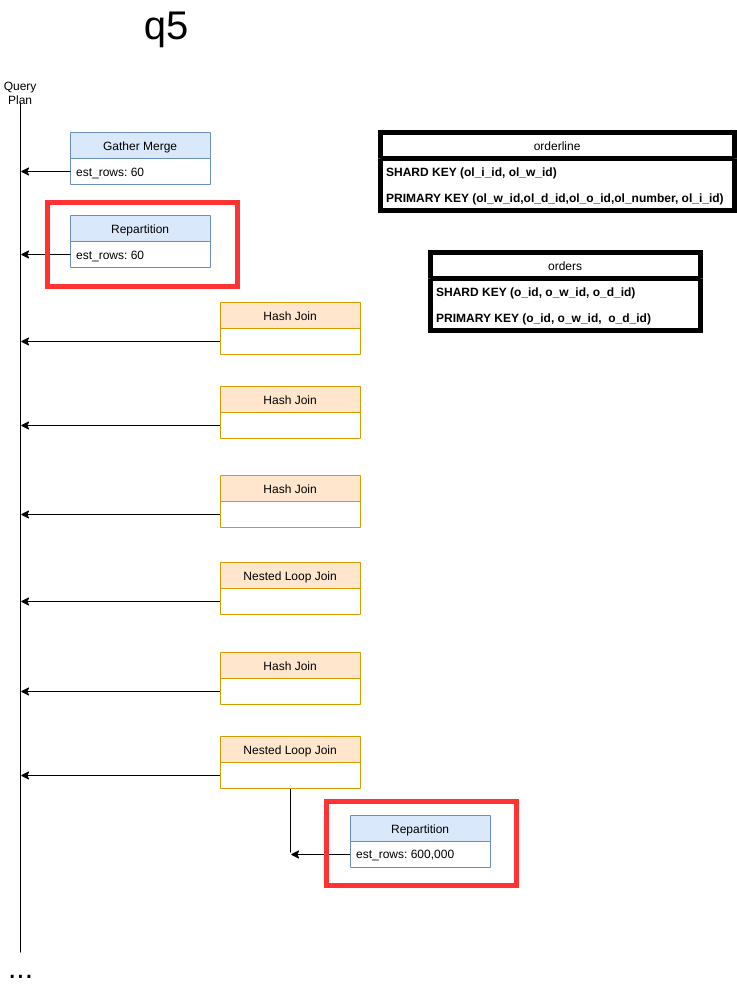 q5
Query
Plan
Gather Merge
est_rows: 60
orderline
SHARD KEY (ol_i_id, ol_w_id)
PRIMARY KEY (ol_w_id,ol_d_id,ol_o_id,ol_number, ol_i_id)
Repartition
est_rows: 60
orders
SHARD KEY (o_id, o_w_id, o_d_id)
PRIMARY KEY (o_id, o_w_id,  o_d_id)
Hash Join
Hash Join
Hash Join
Nested Loop Join
Hash Join
Nested Loop Join
Repartition
est_rows: 600,000
...